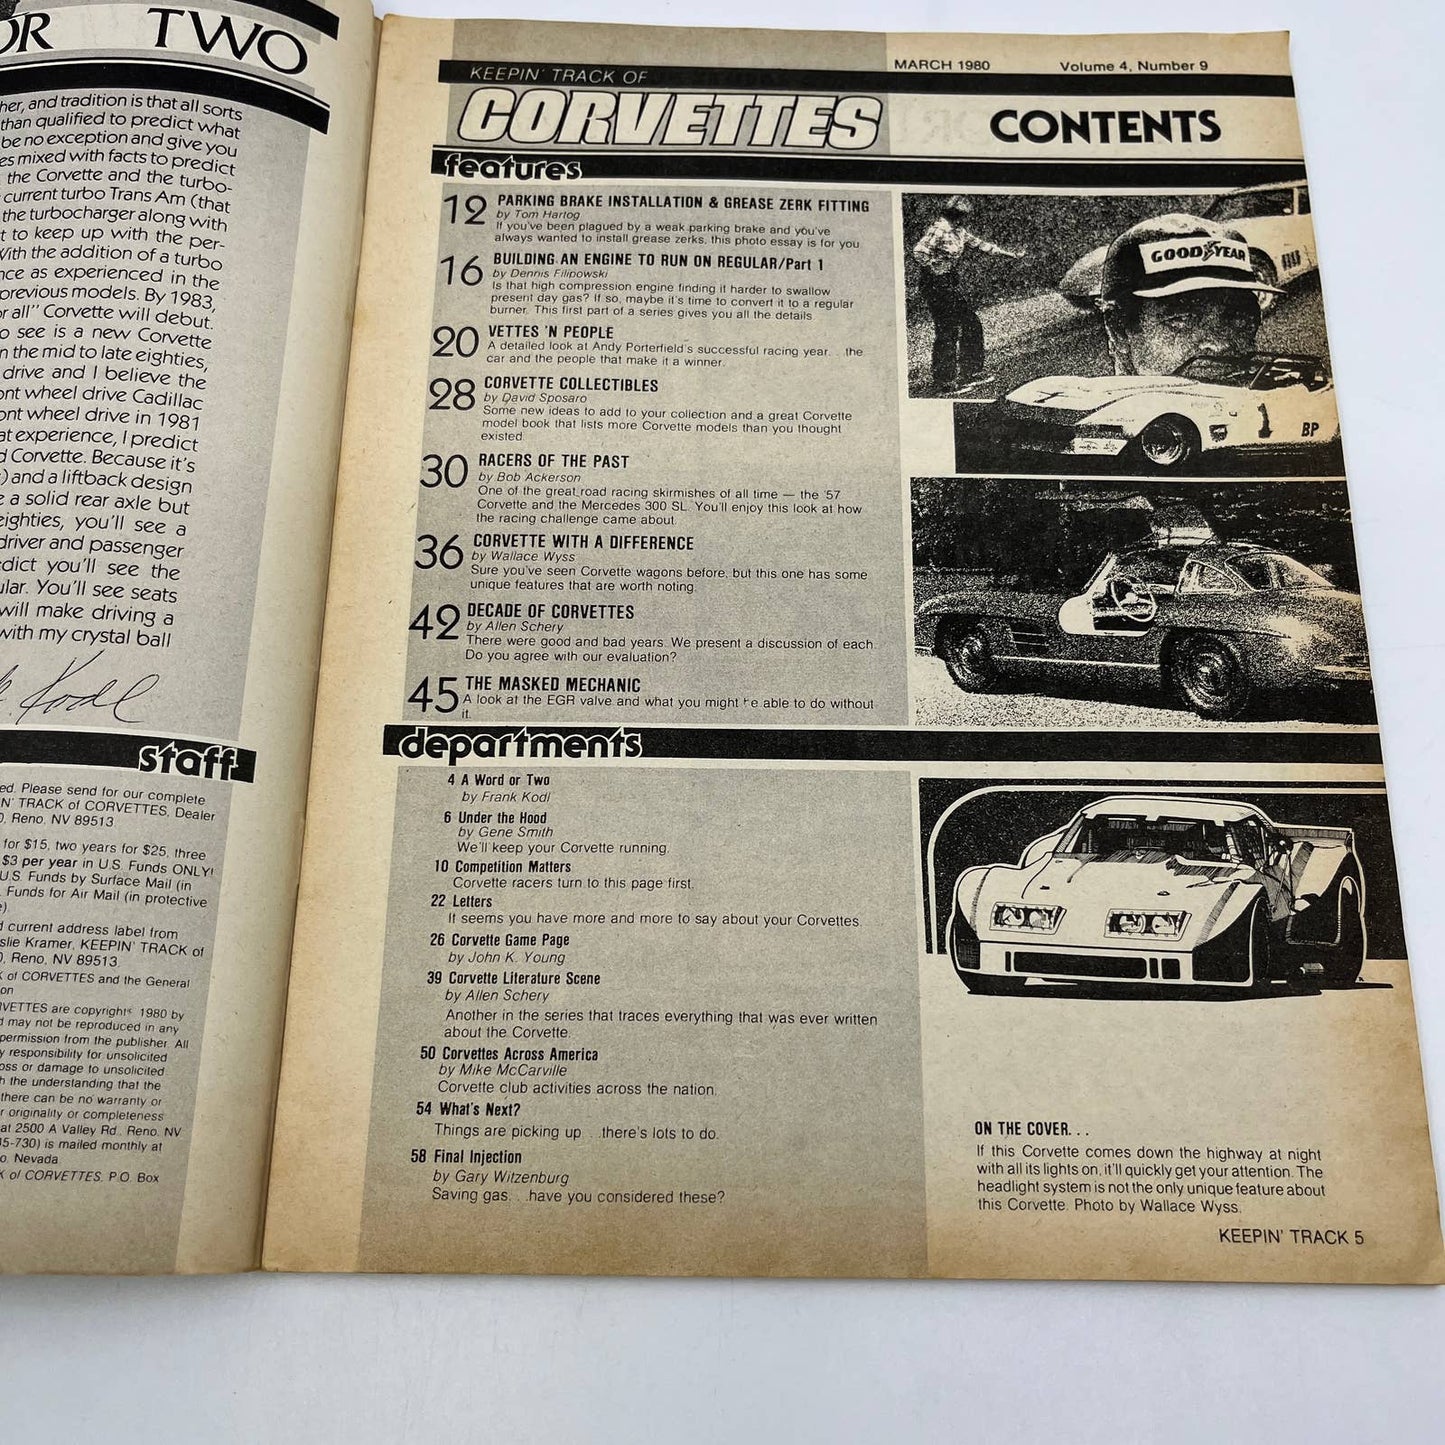 OR TWO
her, and tradition is that all sorts
than qualified to predict what
be no exception and give you
es mixed with facts to predict
the Corvette and the turbo-
current turbo Trans Am (that
the turbocharger along with
t to keep up with the per-
With the addition of a turbo
nce as experienced in the
previous models. By 1983,
or all" Corvette will debut.
o see is a new Corvette
n the mid to late eighties,
drive and I believe the
ont wheel drive Cadillac
ont wheel drive in 1981
at experience, I predict
d Corvette. Because it's
) and a liftback design
e a solid rear axle but
eighties, you'll see a
driver and passenger
edict you'll see the
ular. You'll see seats
will make driving a
with my crystal ball
Kodl
staff
ed. Please send for our complete
N' TRACK of CORVETTES, Dealer
0, Reno, NV 89513
for $15, two years for $25, three
$3 per year in U.S. Funds ONLY!
U.S. Funds by Surface Mail (in
Funds for Air Mail (in protective
e)
d current address label from
slie Kramer, KEEPIN' TRACK of
0, Reno, NV 89513
K of CORVETTES and the General
on
RVETTES are copyright 1980 by
d may not be reproduced in any
permission from the publisher. All
y responsibility for unsolicited
oss or damage to unsolicited
h the understanding that the
there can be no warranty or
r originality or completeness
at 2500 A Valley Rd., Reno, NV
45-730) is mailed monthly at
o, Nevada
K of CORVETTES, P.O. Box
MARCH 1980 Volume 4, Number 9
KEEPIN' TRACK OF
CORVETTES CONTENTS
features
12 PARKING BRAKE INSTALLATION & GREASE ZERK FITTING
by Tom Hartog
If you've been plagued by a weak parking brake and you've
always wanted to install grease zerks, this photo essay is for you
16 BUILDING AN ENGINE TO RUN ON REGULAR/Part 1
by Dennis Filipowski
Is that high compression engine finding it harder to swallow
present day gas? If so, maybe it's time to convert it to a regular
burner. This first part of a series gives you all the details
20 VETTES 'N PEOPLE
A detailed look at Andy Porterfield's successful racing year. . .the
car and the people that make it a winner.
28 CORVETTE COLLECTIBLES
by David Sposaro
Some new ideas to add to your collection and a great Corvette
model book that lists more Corvette models than you thought
existed
30 RACERS OF THE PAST
by Bob Ackerson
One of the great road racing skirmishes of all time — the '57
Corvette and the Mercedes 300 SL. You'll enjoy this look at how
the racing challenge came about
36 CORVETTE WITH A DIFFERENCE
by Wallace Wyss
Sure you've seen Corvette wagons before, but this one has some
unique features that are worth noting.
42 DECADE OF CORVETTES
by Allen Schery
There were good and bad years. We present a discussion of each.
Do you agree with our evaluation?
45 THE MASKED MECHANIC
A look at the EGR valve and what you might be able to do without
it.
GOODYEAR
1 BP
departments
4 A Word or Two
by Frank Kodl
6 Under the Hood
by Gene Smith
We'll keep your Corvette running.
10 Competition Matters
Corvette racers turn to this page first.
22 Letters
It seems you have more and more to say about your Corvettes
26 Corvette Game Page
by John K. Young
39 Corvette Literature Scene
by Allen Schery
Another in the series that traces everything that was ever written
about the Corvette.
50 Corvettes Across America
by Mike McCarville
Corvette club activities across the nation.
54 What's Next?
Things are picking up. . .there's lots to do.
58 Final Injection
by Gary Witzenburg
Saving gas. . .have you considered these?
ON THE COVER. . .
If this Corvette comes down the highway at night
with all its lights on, it'll quickly get your attention. The
headlight system is not the only unique feature about
this Corvette. Photo by Wallace Wyss.
KEEPIN' TRACK 5